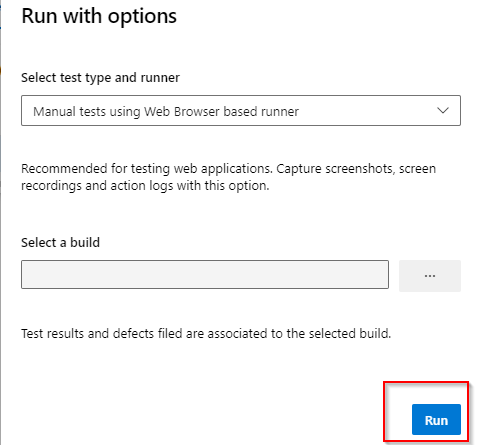 Run with options
Select test type and runner
Manual tests using Web Browser based runner
Recommended for testing web applications. Capture screenshots, screen
recordings and action logs with this option.
Select a build
...
Test results and defects filed are associated to the selected build.
Run